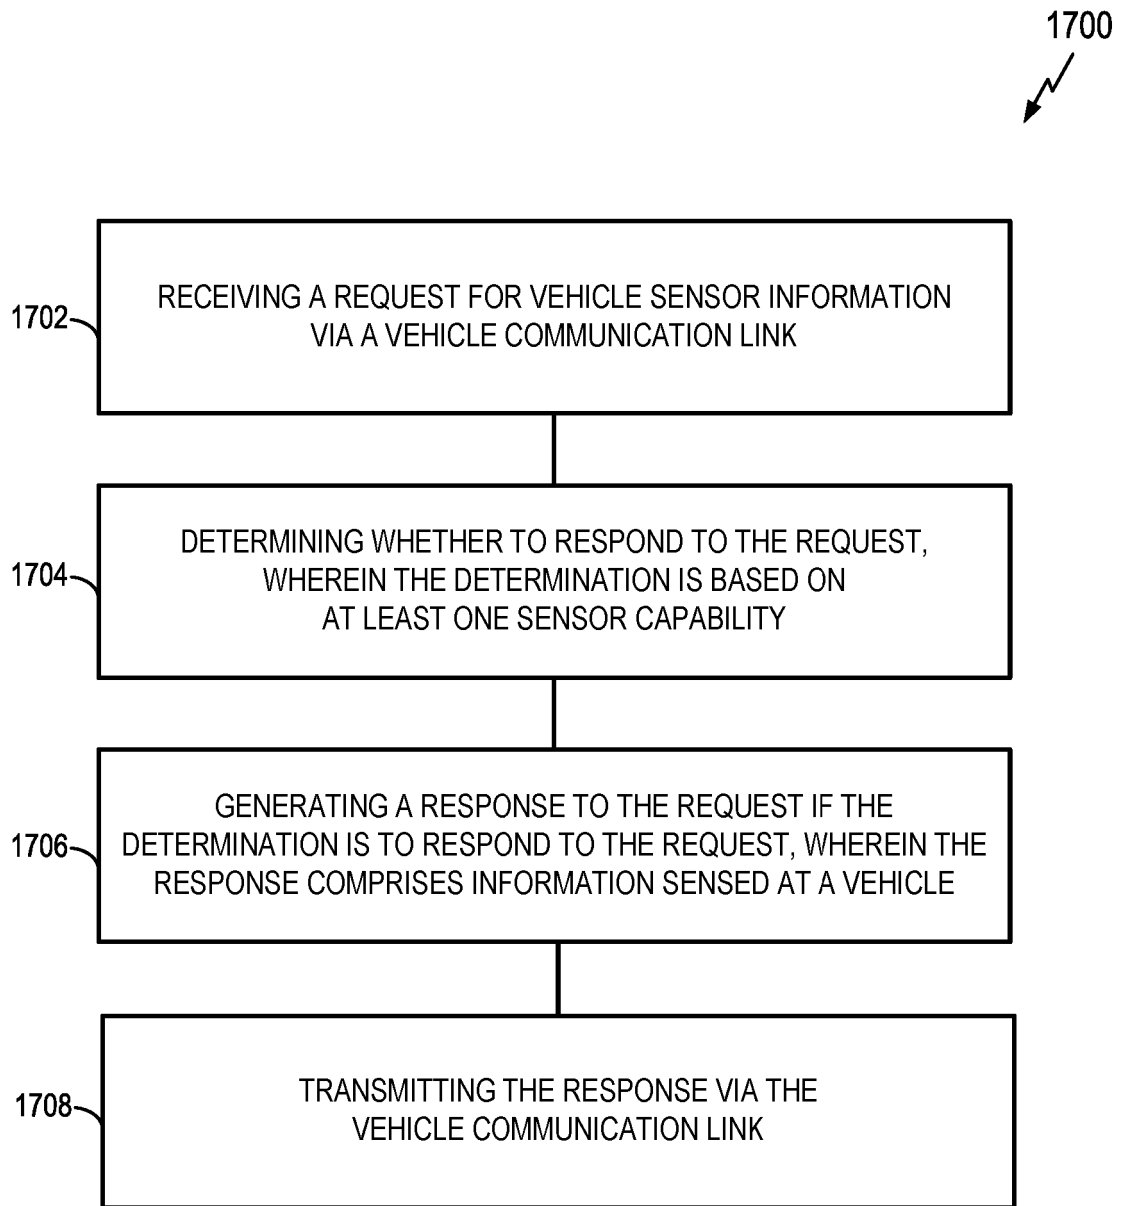 1700
1702
RECEIVING A REQUEST FOR VEHICLE SENSOR INFORMATION
VIA A VEHICLE COMMUNICATION LINK
1704
DETERMINING WHETHER TO RESPOND TO THE REQUEST,
WHEREIN THE DETERMINATION IS BASED ON
AT LEAST ONE SENSOR CAPABILITY
1706
GENERATING A RESPONSE TO THE REQUEST IF THE
DETERMINATION IS TO RESPOND TO THE REQUEST, WHEREIN THE
RESPONSE COMPRISES INFORMATION SENSED AT A VEHICLE
1708
TRANSMITTING THE RESPONSE VIA THE
VEHICLE COMMUNICATION LINK